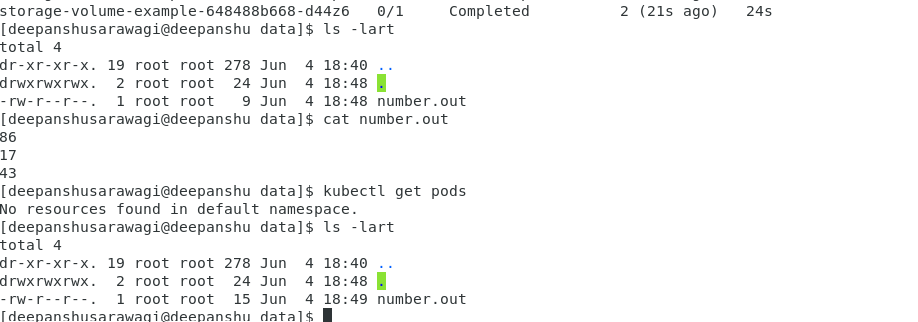 storage-volume-example-648488b668-d44z6   0/1     Completed          2 (21s ago)   24s
[deepanshusarawagi@deepanshu data]$ ls -lart
total 4
dr-xr-xr-x. 19 root root 278 Jun  4 18:40 ..
drwxrwxrwx.  2 root root  24 Jun  4 18:48 .
-rw-r--r--.  1 root root   9 Jun  4 18:48 number.out
[deepanshusarawagi@deepanshu data]$ cat number.out
86
17
43
[deepanshusarawagi@deepanshu data]$ kubectl get pods
No resources found in default namespace.
[deepanshusarawagi@deepanshu data]$ ls -lart
total 4
dr-xr-xr-x. 19 root root 278 Jun  4 18:40 ..
drwxrwxrwx.  2 root root  24 Jun  4 18:48 .
-rw-r--r--.  1 root root  15 Jun  4 18:49 number.out
[deepanshusarawagi@deepanshu data]$